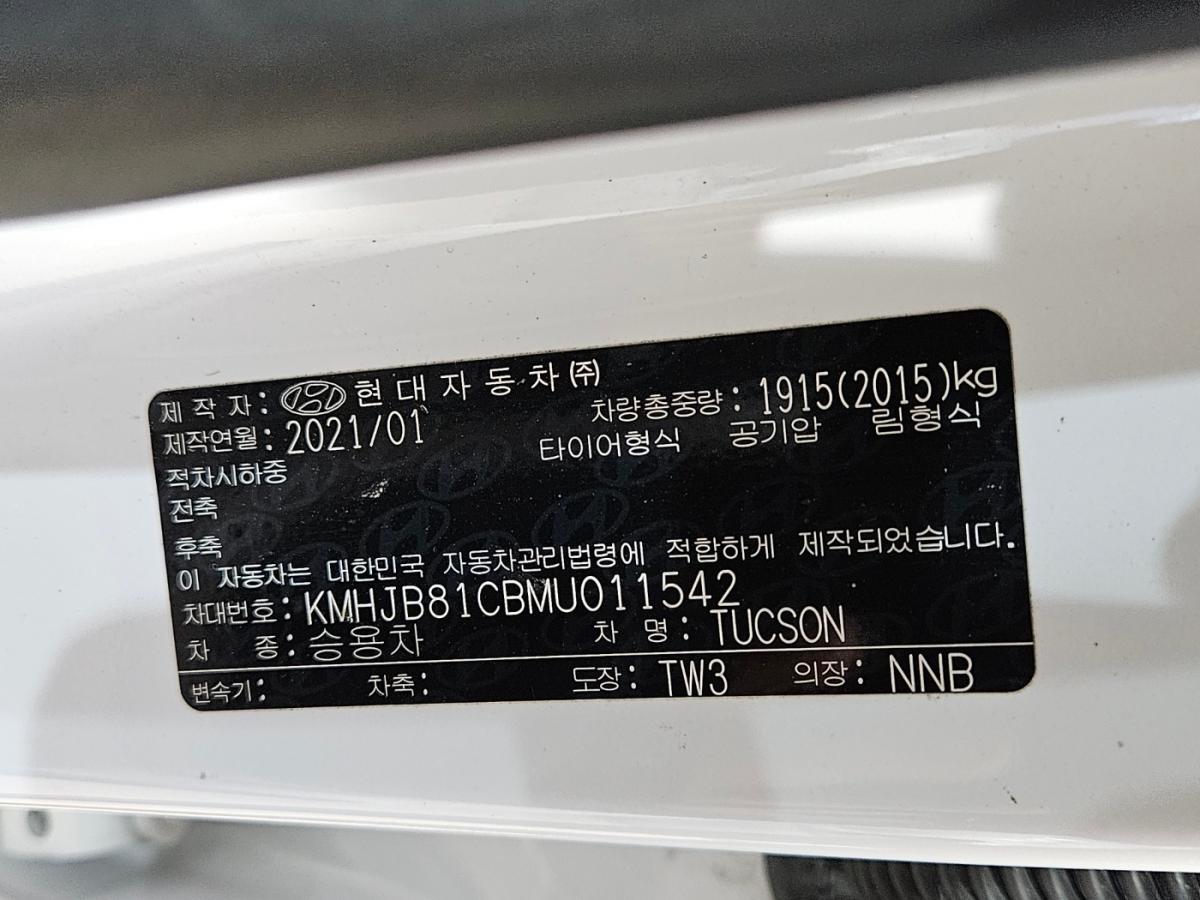 제 작 자 : 현 대 자 동 차 ㈜
차량총중량 : 1915(2015)kg
제작연월 : 2021/01
타이어형식 공기압 림형식
적차시하중
전축
후축
이 자동차는 대한민국 자동차관리법령에 적합하게 제작되었습니다.
차대번호 : KMHJB81CBMU011542
차 종 : 승용차 차 명 : TUCSON
변속기 : 차축 : 도장 : TW3 의장 : NNB